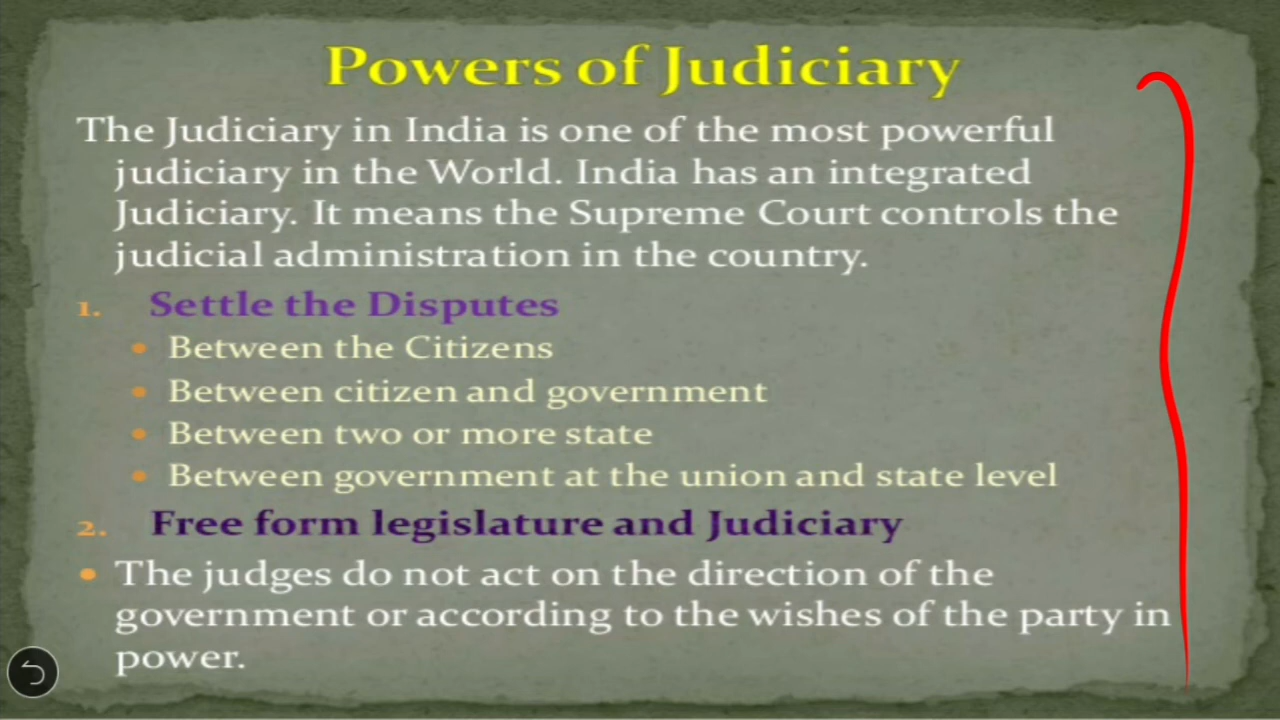 Powers of Judiciary
The Judiciary in India is one of the most powerful
judiciary in the World. India has an integrated
Judiciary. It means the Supreme Court controls the
judicial administration in the country.
1. Settle the Disputes
• Between the Citizens
• Between citizen and government
• Between two or more state
• Between government at the union and state level
2. Free form legislature and Judiciary
• The judges do not act on the direction of the
government or according to the wishes of the party in
power.